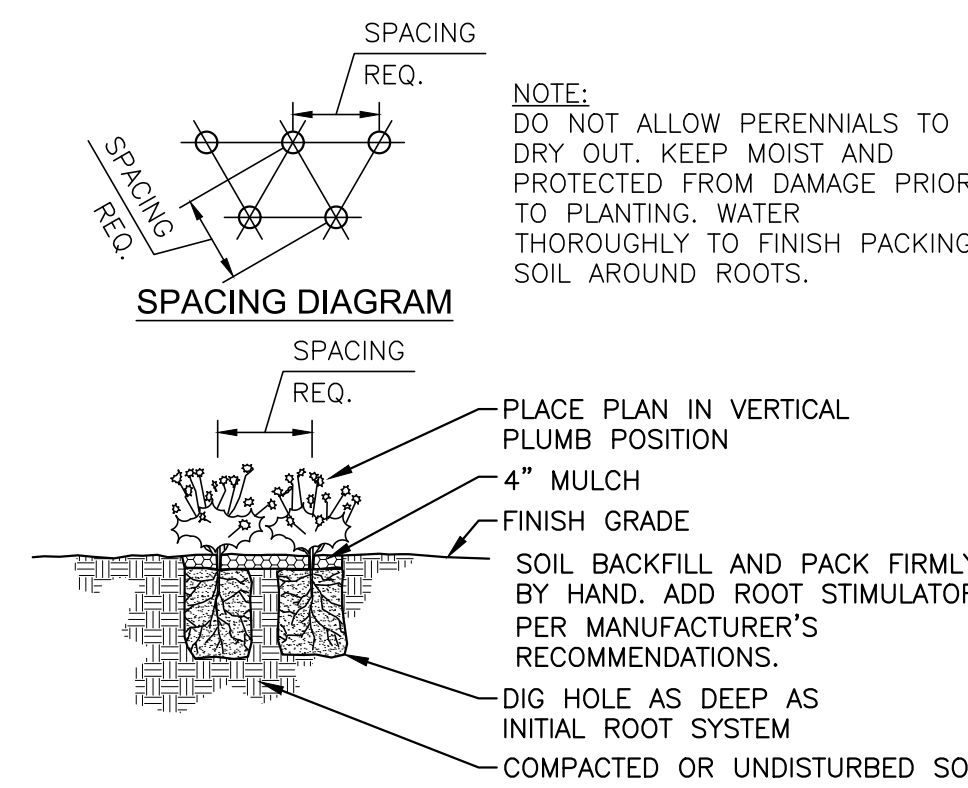 SPACING
REQ.
SPACING
REQ.
SPACING DIAGRAM
NOTE:
DO NOT ALLOW PERENNIALS TO
DRY OUT. KEEP MOIST AND
PROTECTED FROM DAMAGE PRIOR
TO PLANTING. WATER
THOROUGHLY TO FINISH PACKING
SOIL AROUND ROOTS.
SPACING
REQ.
PLACE PLAN IN VERTICAL
PLUMB POSITION
4" MULCH
FINISH GRADE
SOIL BACKFILL AND PACK FIRMLY
BY HAND. ADD ROOT STIMULATOR
PER MANUFACTURER'S
RECOMMENDATIONS.
DIG HOLE AS DEEP AS
INITIAL ROOT SYSTEM
COMPACTED OR UNDISTURBED SO